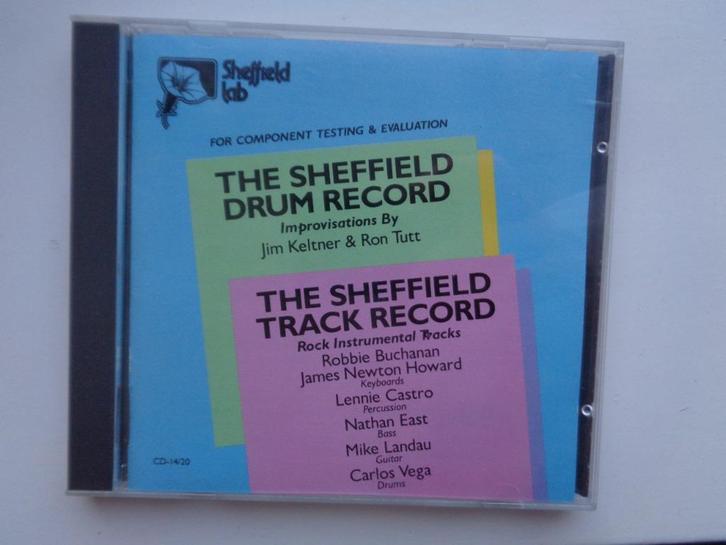 Sheffield
Lab
FOR COMPONENT TESTING & EVALUATION
THE SHEFFIELD
DRUM RECORD
Improvisations By
Jim Keltner & Ron Tutt
THE SHEFFIELD
TRACK RECORD
Rock Instrumental Tracks
Robbie Buchanan
James Newton Howard
Keyboards
Lennie Castro
Percussion
Nathan East
Bass
Mike Landau
Guitar
Carlos Vega
Drums
CD-14/20